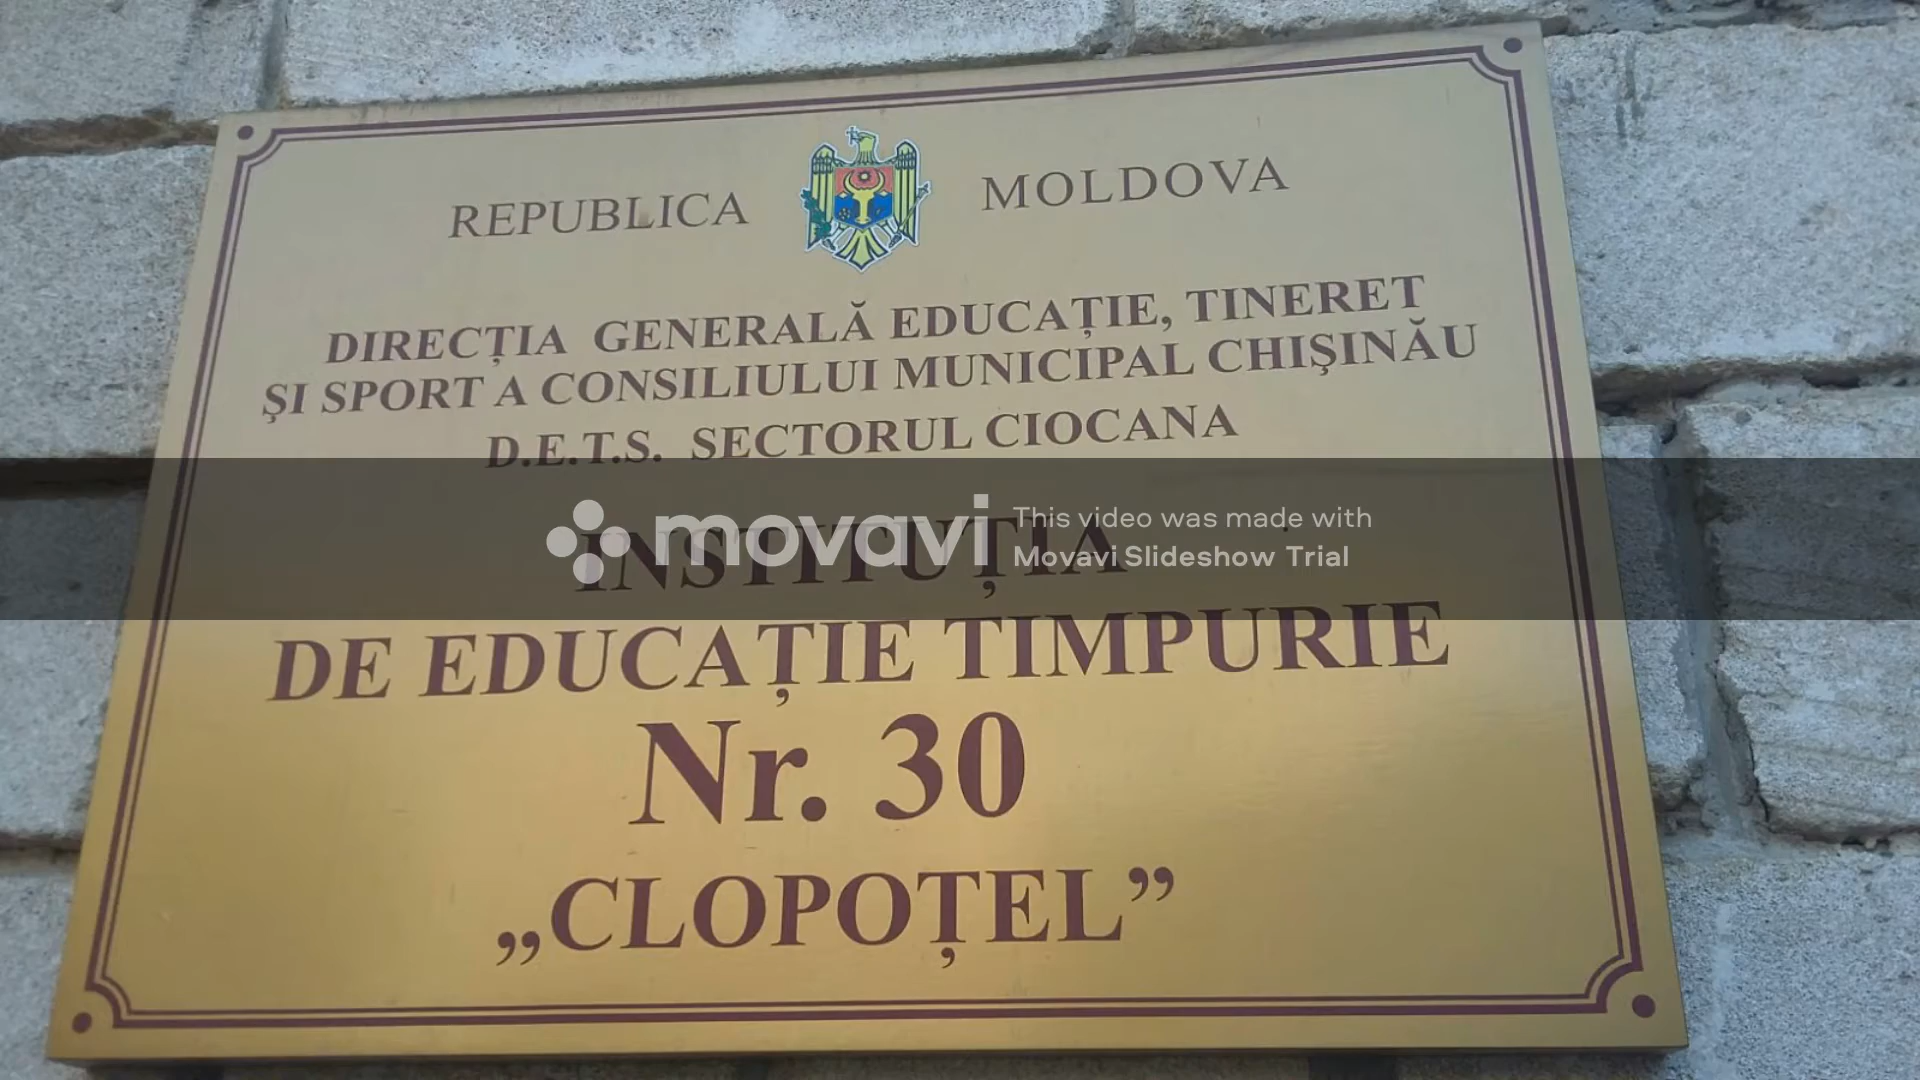 REPUBLICA MOLDOVA
DIRECȚIA GENERALĂ EDUCAȚIE, TINERET
ȘI SPORT A CONSILIULUI MUNICIPAL CHIȘINĂU
D.E.T.S. SECTORUL CIOCANA
INSTITUȚIA
movavi
This video was made with
Movavi Slideshow Trial
DE EDUCAȚIE TIMPURIE
Nr. 30
„CLOPOȚEL”